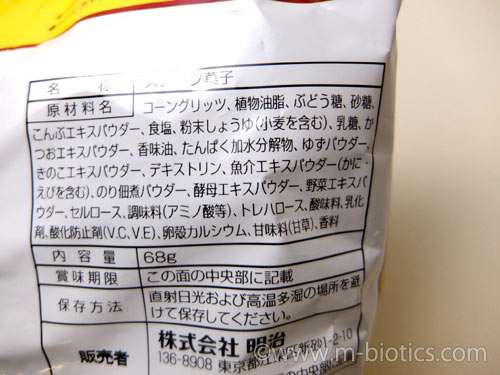 名 称 スナック菓子
原材料名 コーングリッツ、植物油脂、ぶどう糖、砂糖、
こんぶエキスパウダー、食塩、粉末しょうゆ(小麦を含む)、乳糖、か
つおエキスパウダー、香味油、たんぱく加水分解物、ゆずパウダー、
きのこエキスパウダー、デキストリン、魚介エキスパウダー(かに・
えびを含む)、のり佃煮パウダー、酵母エキスパウダー、野菜エキスパ
ウダー、セルロース、調味料(アミノ酸等)、トレハロース、酸味料、乳化
剤、酸化防止剤(V.C、V.E)、卵殻カルシウム、甘味料(甘草)、香料
内容量 68g
賞味期限 この面の中央部に記載
保存方法 直射日光および高温多湿の場所を避
けて保存してください。
販売者 株式会社 明治
136-8908 東京都江東区新砂1-2-10
©www.m-biotics.com